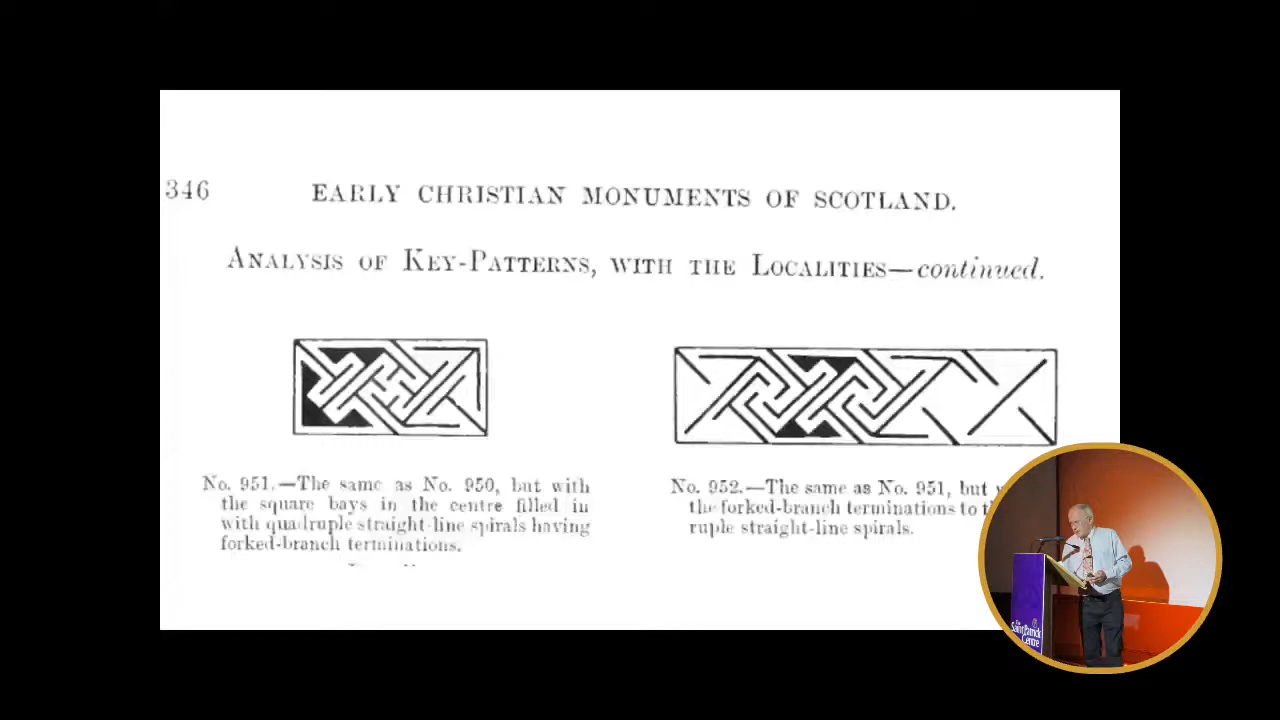 346
EARLY CHRISTIAN MONUMENTS OF SCOTLAND.
ANALYSIS OF KEY-PATTERNS, WITH THE LOCALITIES—continued.
No. 951.—The same as No. 950, but with
the square bays in the centre filled in
with quadruple straight-line spirals having
forked-branch terminations.
No. 952.—The same as No. 951, but
the forked-branch terminations to
ruple straight-line spirals.
Saint Patrick
Centre